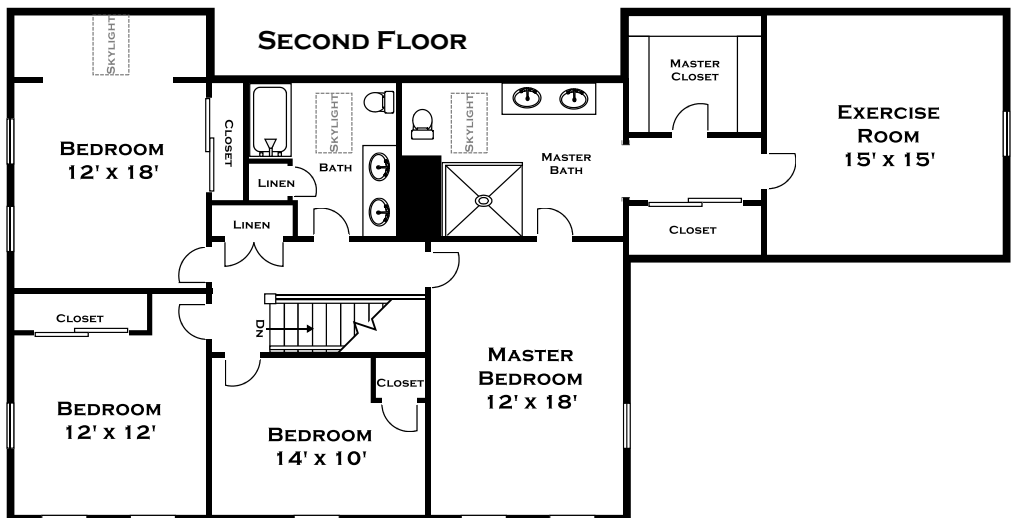 SKYLIGHT
SECOND FLOOR
MASTER
CLOSET
EXERCISE
ROOM
15' X 15'
BEDROOM
12' X 18'
CLOSET
SKYLIGHT
BATH
LINEN
LINEN
SKYLIGHT
MASTER
BATH
CLOSET
CLOSET
DN
BEDROOM
12' X 12'
CLOSET
BEDROOM
14' X 10'
MASTER
BEDROOM
12' X 18'